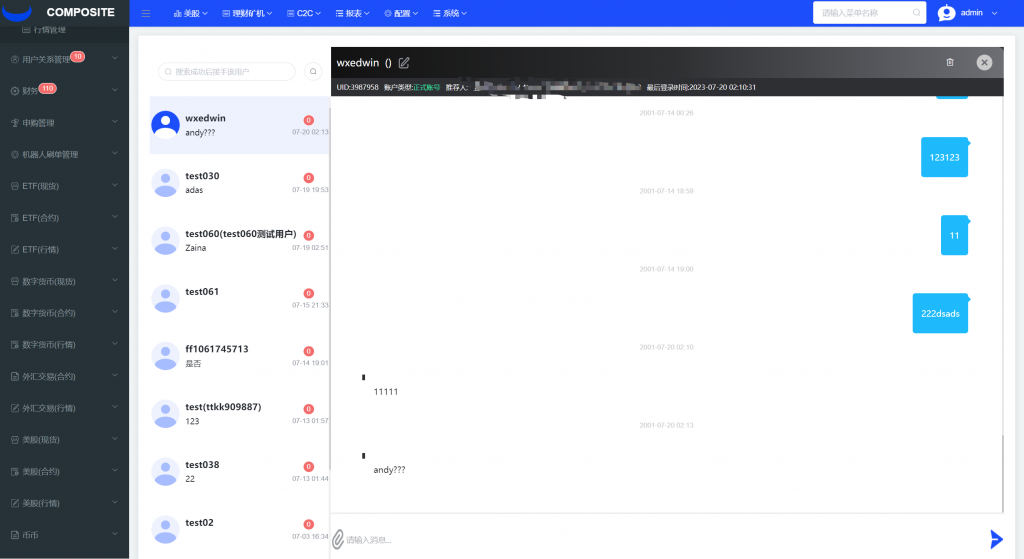 COMPOSITE
美股
理财矿机
C2C
报表
配置
系统
请输入菜单名称
admin
行情管理
用户关系管理
10
财务
110
申购管理
机器人刷单管理
ETF(现货)
ETF(合约)
ETF(行情)
数字货币(现货)
数字货币(合约)
数字货币(行情)
外汇交易(合约)
外汇交易(行情)
美股(现货)
美股(合约)
美股(行情)
币币
搜索成功后接手该用户
wxedwin
0
andy???
07-20 02:13
test030
0
adas
07-19 19:53
test060(test060测试用户)
0
Zaina
07-19 02:51
test061
0
07-15 21:33
ff1061745713
0
是否
07-14 19:01
test(ttkk909887)
0
123
07-13 01:57
test038
0
22
07-13 01:44
test02
0
07-03 16:34
wxedwin ()
UID:3987958 账户类型:正式账号 推荐人: 最后登录时间:2023-07-20 02:10:31
2001-07-14 00:26
123123
2001-07-14 18:59
11
2001-07-14 19:00
222dsads
2001-07-20 02:10
11111
2001-07-20 02:13
andy???
请输入消息...